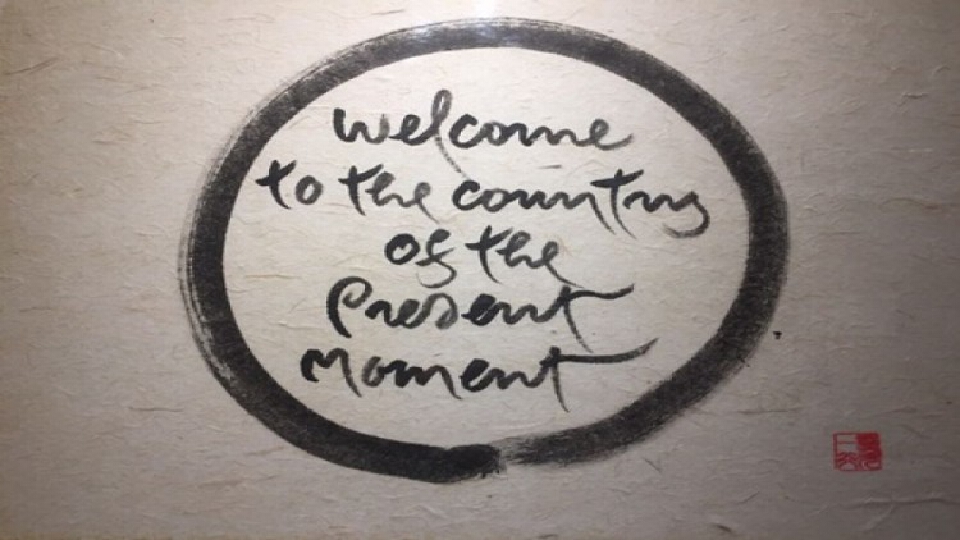 welcome
to the country
of the
Present
Moment